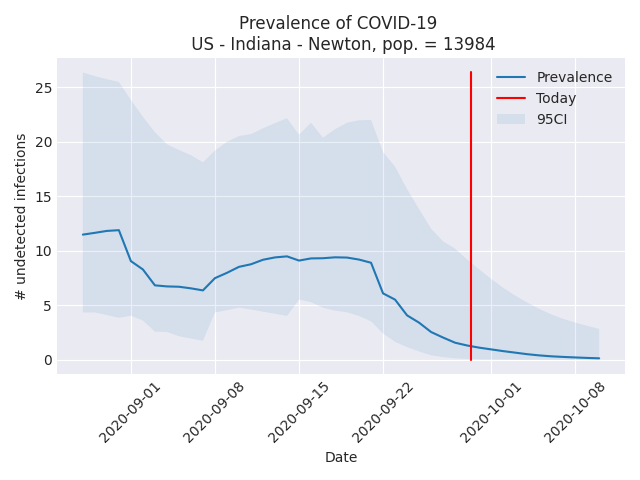 Prevalence of COVID-19
US - Indiana - Newton, pop. = 13984
Prevalence
Today
95CI
# undetected infections
25
20
15
10
5
0
2020-09-01
2020-09-08
2020-09-15
2020-09-22
2020-10-01
2020-10-08
Date